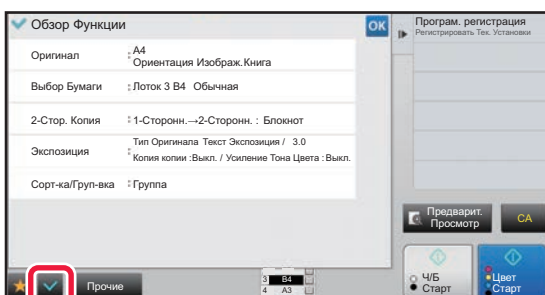 Обзор Функции
OK
Оригинал : A4
Ориентация Изображ.Книга
Выбор Бумаги : Лоток 3 B4 Обычная
2-Стор. Копия : 1-Сторонн.→2-Сторонн. : Блокнот
Экспозиция : Тип Оригинала Текст Экспозиция / 3.0
Копия копии :Выкл. / Усиление Тона Цвета :Выкл.
Сорт-ка/Груп-вка : Группа
Прочие
3 B4
4 A3
Програм. регистрация
Регистрировать Тек. Установки
Предварит.
Просмотр
CA
Ч/Б
Старт
Цвет
Старт